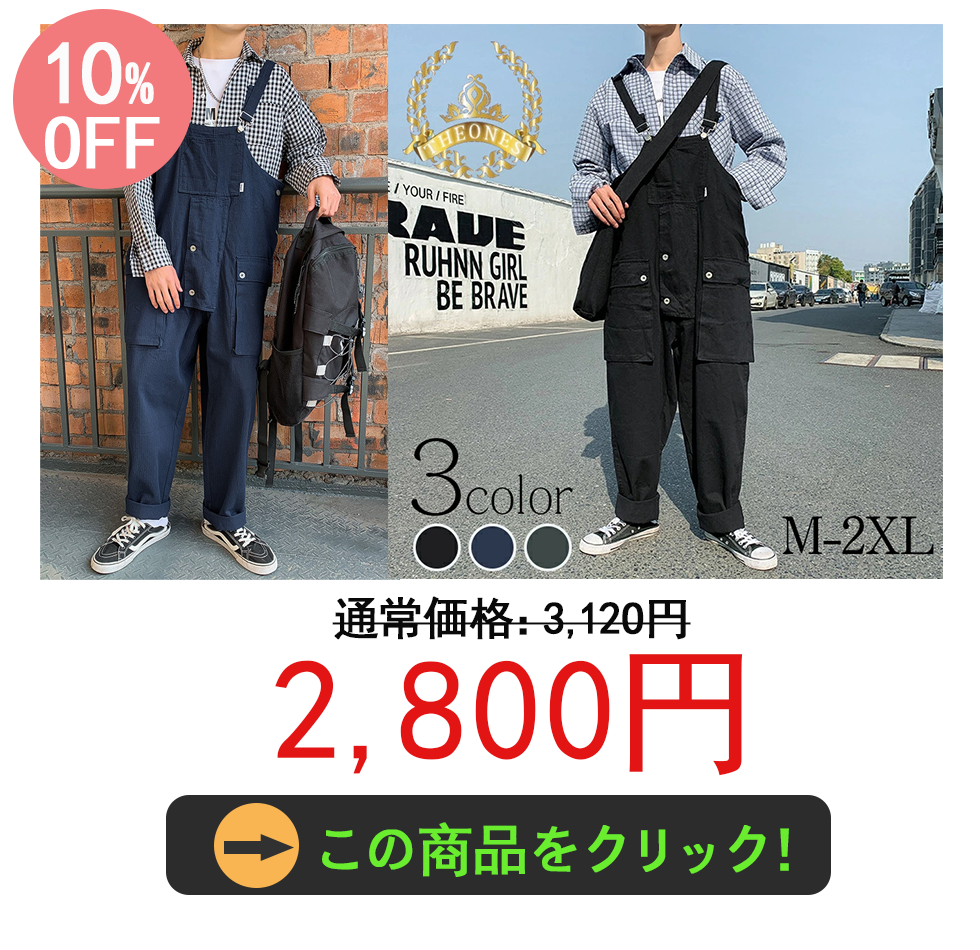 10%
OFF
THEONES
E / YOUR / FIRE
RAVE
RUHNN GIRL
BE BRAVE
3color
M-2XL
通常価格: 3,120円
2,800円
この商品をクリック!